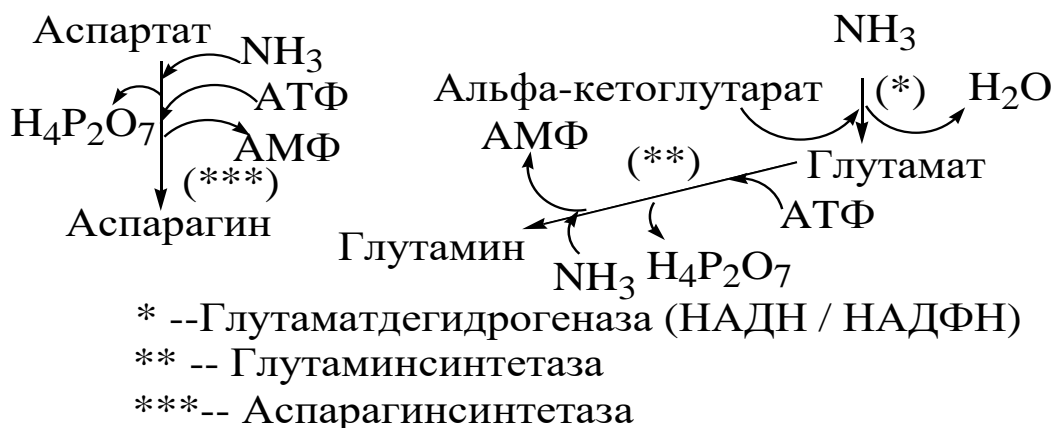 Аспартат
NH3
АТФ
H4P2O7
АМФ
(***)
Аспарагин
NH3
Альфа-кетоглутарат
(*)
H2O
АМФ
(**)
Глутамат
АТФ
Глутамин
NH3
H4P2O7
* --Глутаматдегидрогеназа (НАДН / НАДФН)
** -- Глутаминсинтетаза
***-- Аспарагинсинтетаза